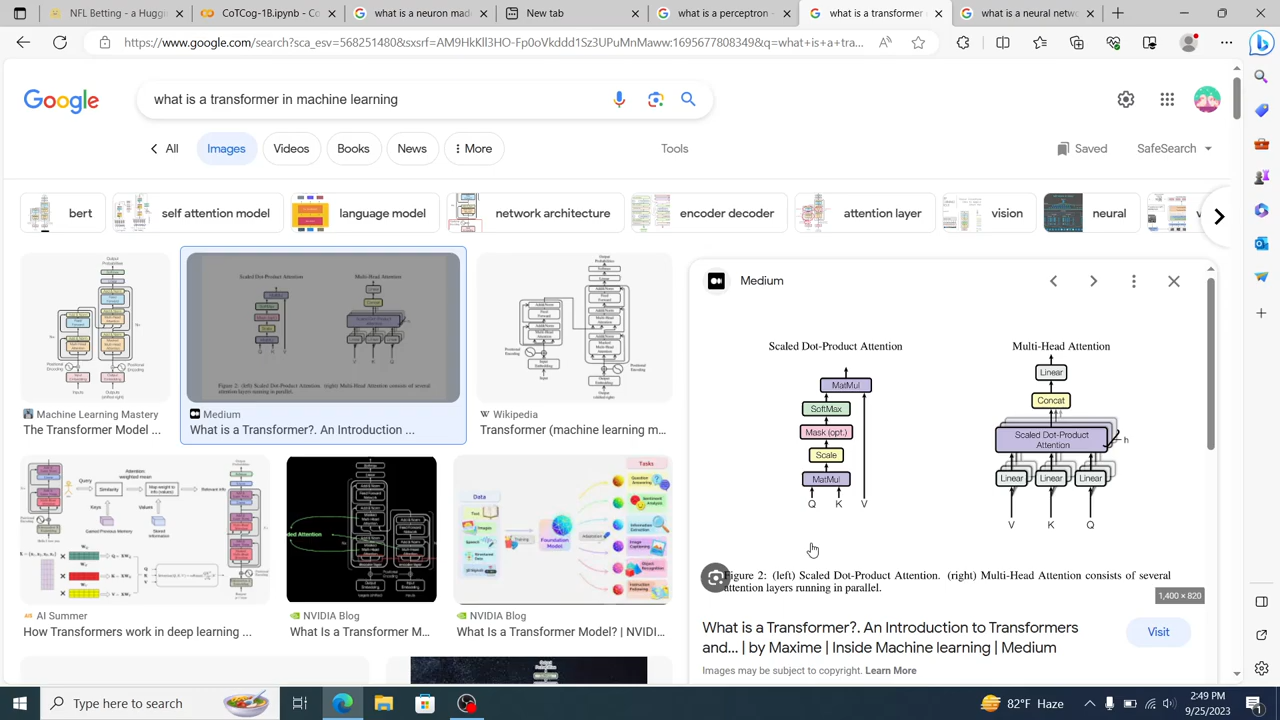 NFL Betting - a Hugg
CoTCog-1B.ipynb - Co
what is a neuron mad
New tab
what is a perceptron -
what is a transformer
what is a neural netw
https://www.google.com/search?sca_esv=568251480&sxsrf=AM9HkKll3HO-Fp0oVkddd1Sz3UPuMnMaww:1695677808349&q=what+is+a+tra...
Google
what is a transformer in machine learning
All
Images
Videos
Books
News
More
Tools
Saved
SafeSearch
bert
self attention model
language model
network architecture
encoder decoder
attention layer
vision
neural
Machine Learning Mastery
The Transformer Model ...
Medium
What is a Transformer?. An Introduction ...
Wikipedia
Transformer (machine learning m...
AI Summer
How Transformers work in deep learning ...
NVIDIA Blog
What Is a Transformer M...
Data
Tasks
Foundation
Model
NVIDIA Blog
What Is a Transformer Model? | NVIDI...
Medium
Scaled Dot-Product Attention
MatMul
SoftMax
Mask (opt.)
Scale
MatMul
Q K V
Multi-Head Attention
Linear
Concat
Scaled Dot-Product
Attention
h
Linear Linear Linear
V K Q
Figure 2: (left) Scaled Dot-Product Attention. (right) Multi-Head Attention consists of several
attention layers running in parallel.
1,400 × 820
What is a Transformer?. An Introduction to Transformers
and... | by Maxime | Inside Machine learning | Medium
Visit
Images may be subject to copyright. Learn More
Type here to search
82°F Haze
2:49 PM
9/25/2023